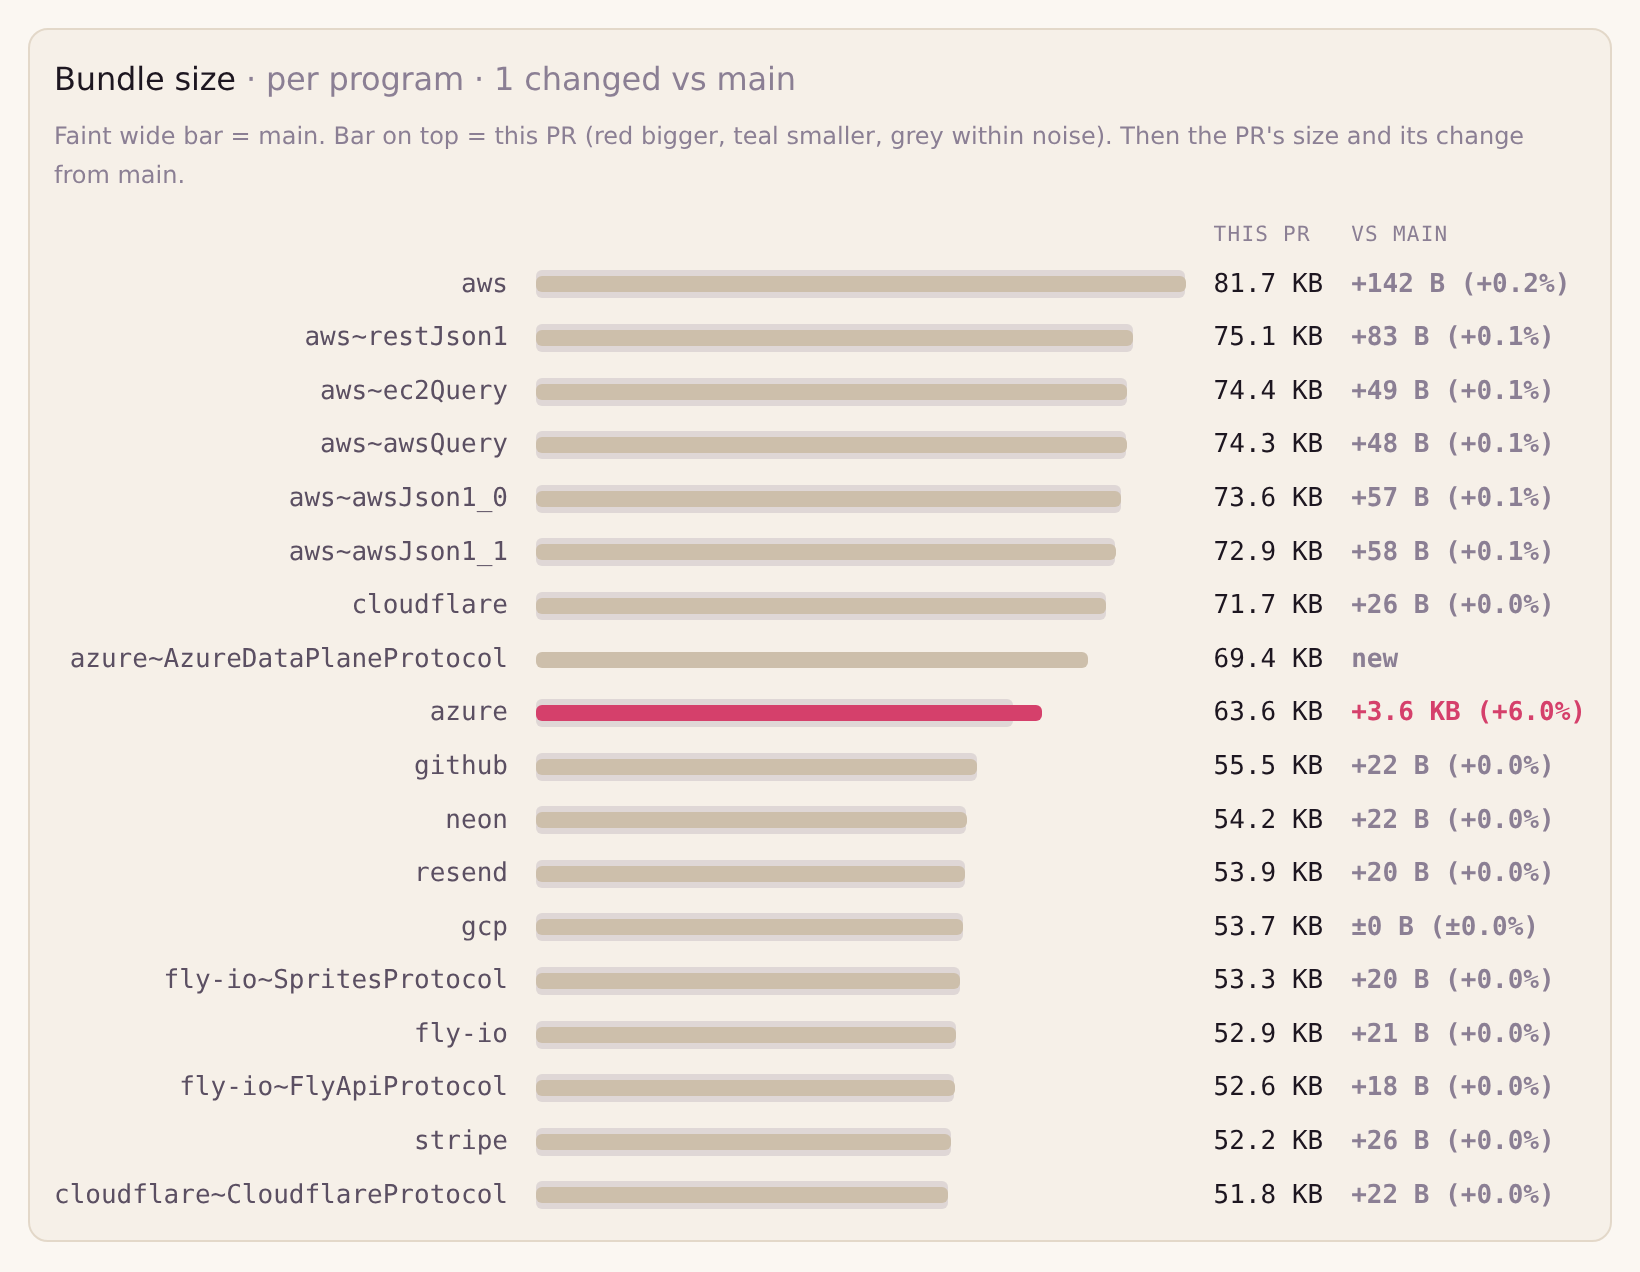 Bundle size · per program · 1 changed vs main
Faint wide bar = main. Bar on top = this PR (red bigger, teal smaller, grey within noise). Then the PR's size and its change
from main.
THIS PR VS MAIN
aws 81.7 KB +142 B (+0.2%)
aws~restJson1 75.1 KB +83 B (+0.1%)
aws~ec2Query 74.4 KB +49 B (+0.1%)
aws~awsQuery 74.3 KB +48 B (+0.1%)
aws~awsJson1_0 73.6 KB +57 B (+0.1%)
aws~awsJson1_1 72.9 KB +58 B (+0.1%)
cloudflare 71.7 KB +26 B (+0.0%)
azure~AzureDataPlaneProtocol 69.4 KB new
azure 63.6 KB +3.6 KB (+6.0%)
github 55.5 KB +22 B (+0.0%)
neon 54.2 KB +22 B (+0.0%)
resend 53.9 KB +20 B (+0.0%)
gcp 53.7 KB ±0 B (±0.0%)
fly-io~SpritesProtocol 53.3 KB +20 B (+0.0%)
fly-io 52.9 KB +21 B (+0.0%)
fly-io~FlyApiProtocol 52.6 KB +18 B (+0.0%)
stripe 52.2 KB +26 B (+0.0%)
cloudflare~CloudflareProtocol 51.8 KB +22 B (+0.0%)